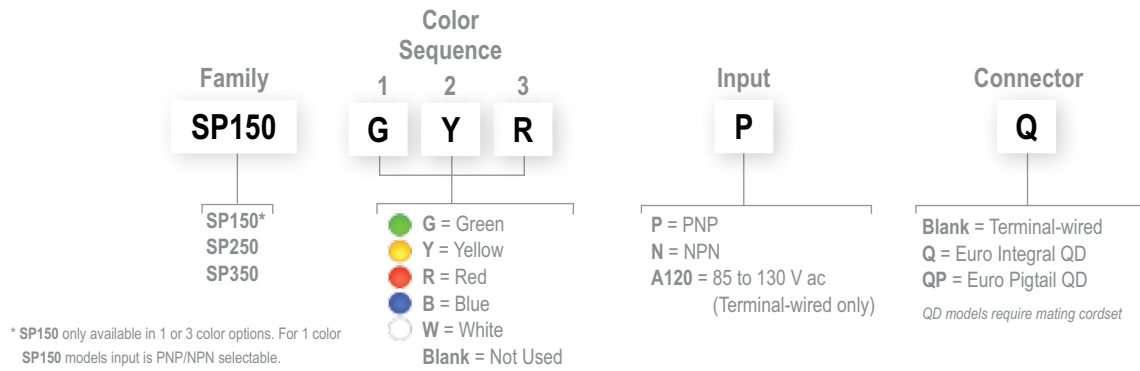 Color
Sequence
Family
1 2 3
Input
Connector
SP150
G Y R
P
Q
SP150*
SP250
SP350
G = Green
Y = Yellow
R = Red
B = Blue
W = White
Blank = Not Used
P = PNP
N = NPN
A120 = 85 to 130 V ac
(Terminal-wired only)
Blank = Terminal-wired
Q = Euro Integral QD
QP = Euro Pigtail QD
QD models require mating cordset
* SP150 only available in 1 or 3 color options. For 1 color
SP150 models input is PNP/NPN selectable.